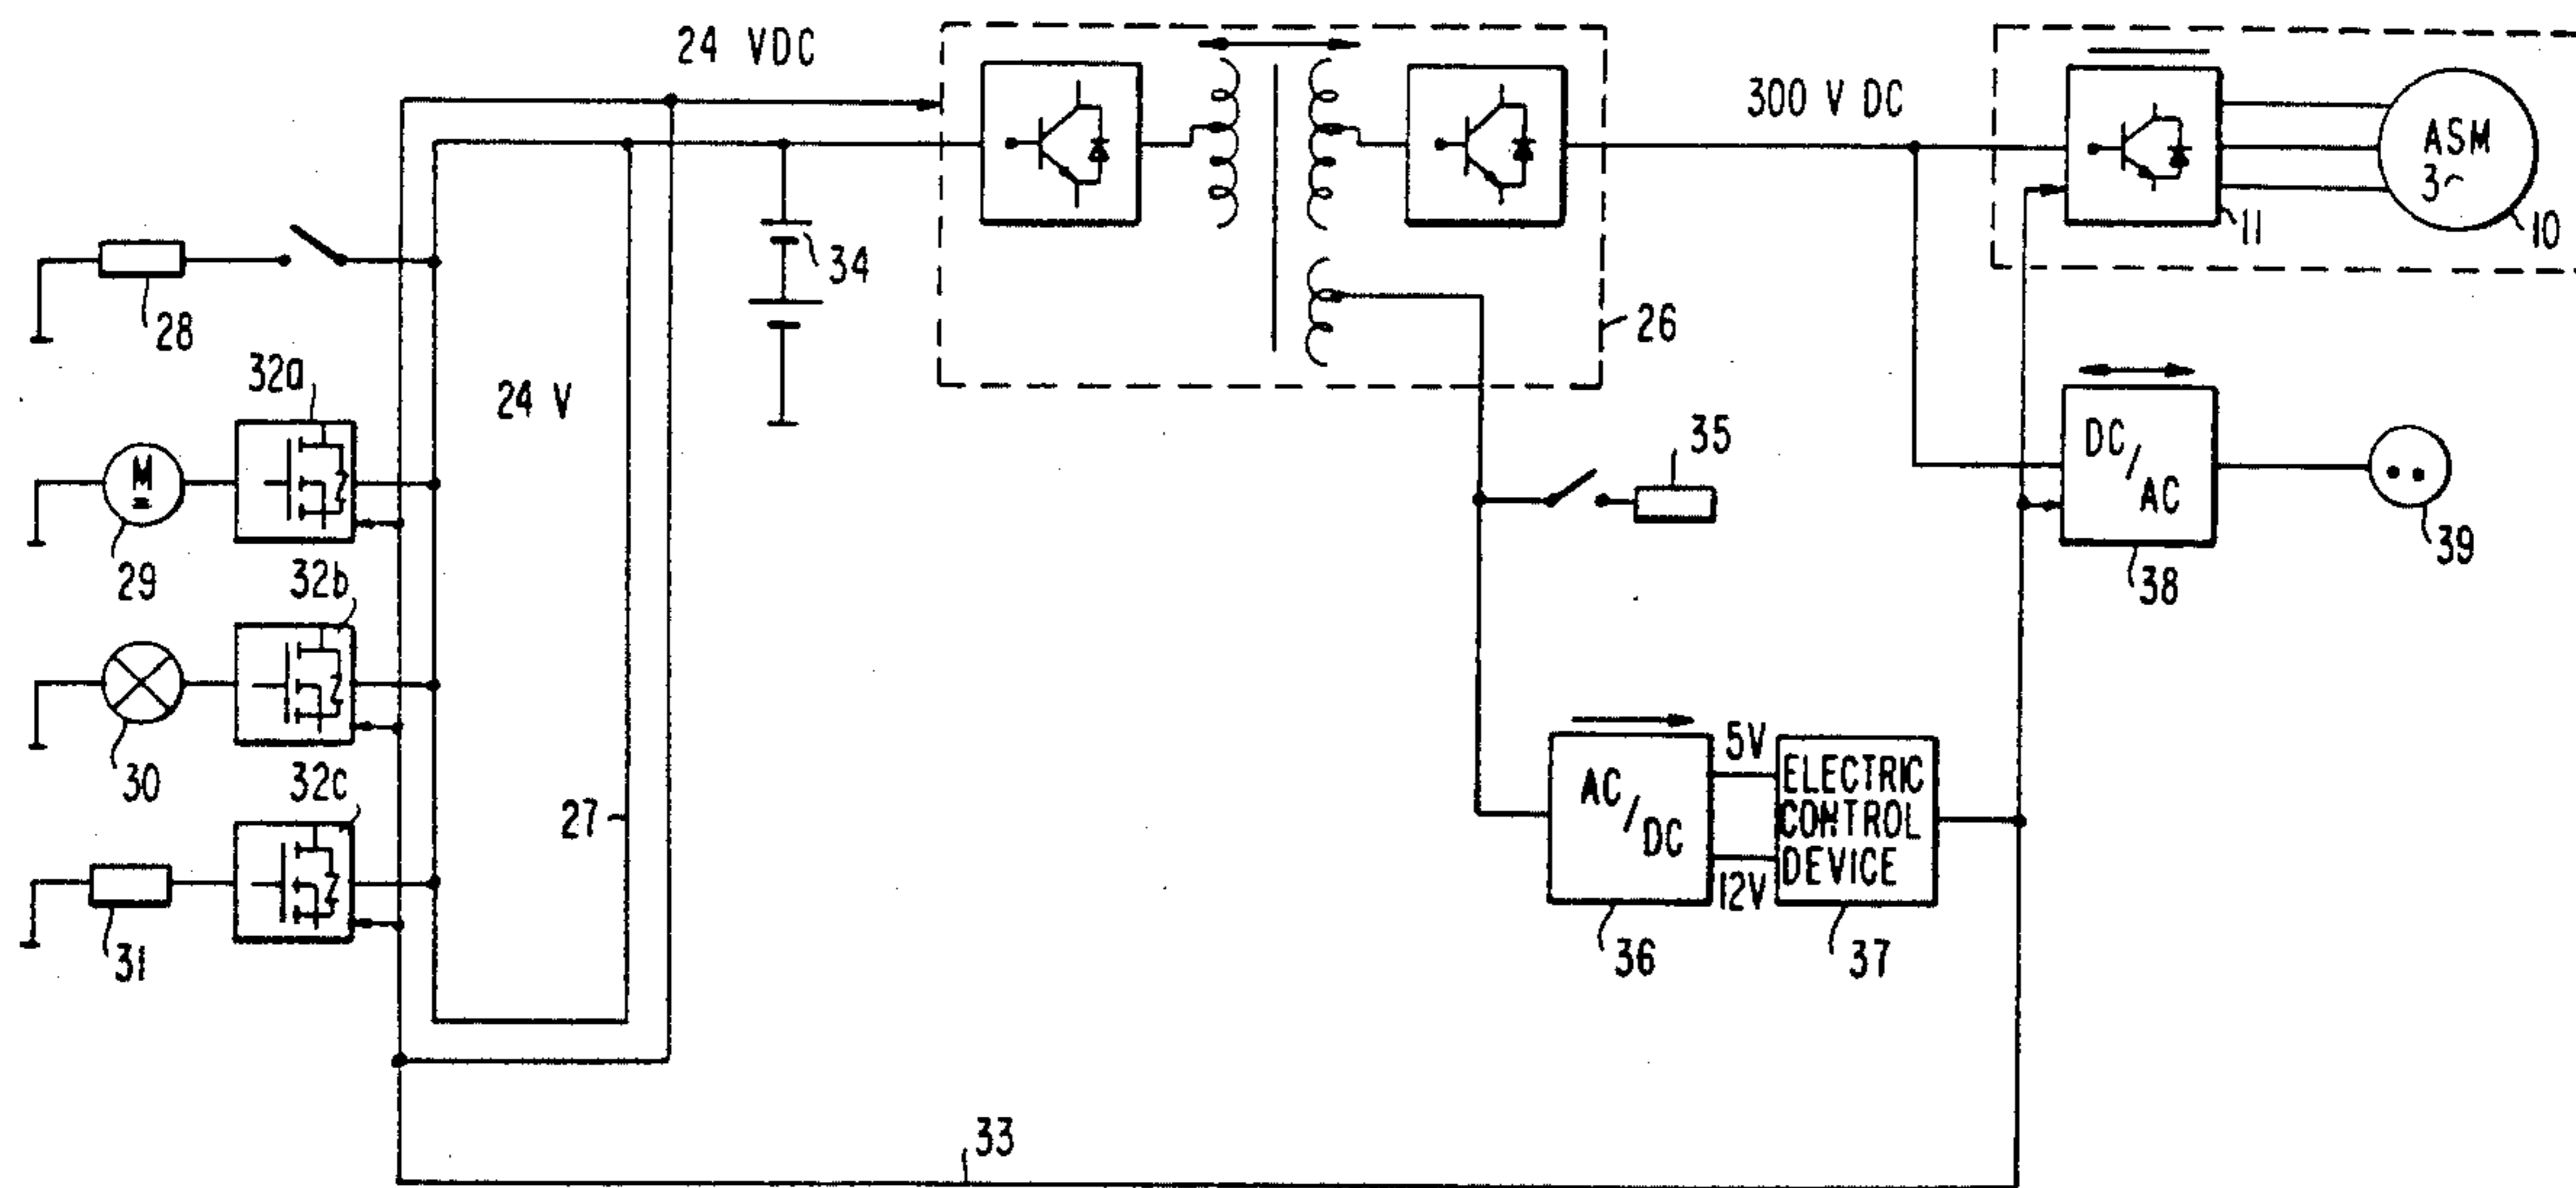 24 VDC
300 V DC
ASM
3~
11
10
34
28
26
32a
24 V
35
DC/AC
M
=
29
39
32b
38
30
5V
AC/DC
ELECTRIC
CONTROL
DEVICE
32c
27
12V
31
36
37
33